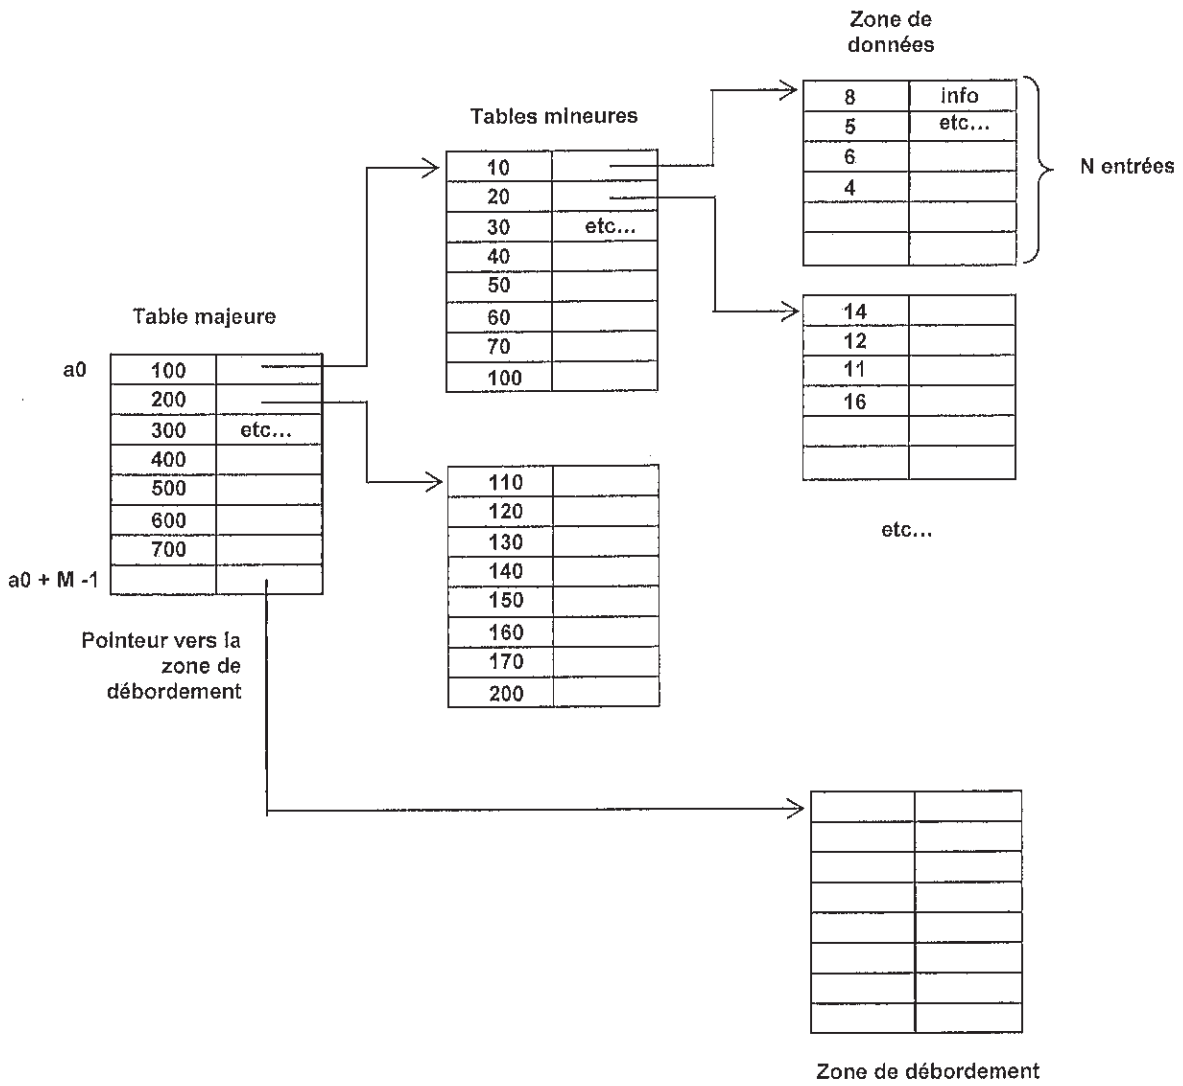 Zone de
données
8 info
5 etc...
6
4
N entrées
Tables mineures
10
20
30 etc...
40
50
60
70
100
14
12
11
16
etc...
Table majeure
a0 100
200
300 etc...
400
500
600
700
a0 + M -1
Pointeur vers la
zone de
débordement
110
120
130
140
150
160
170
200
Zone de débordement